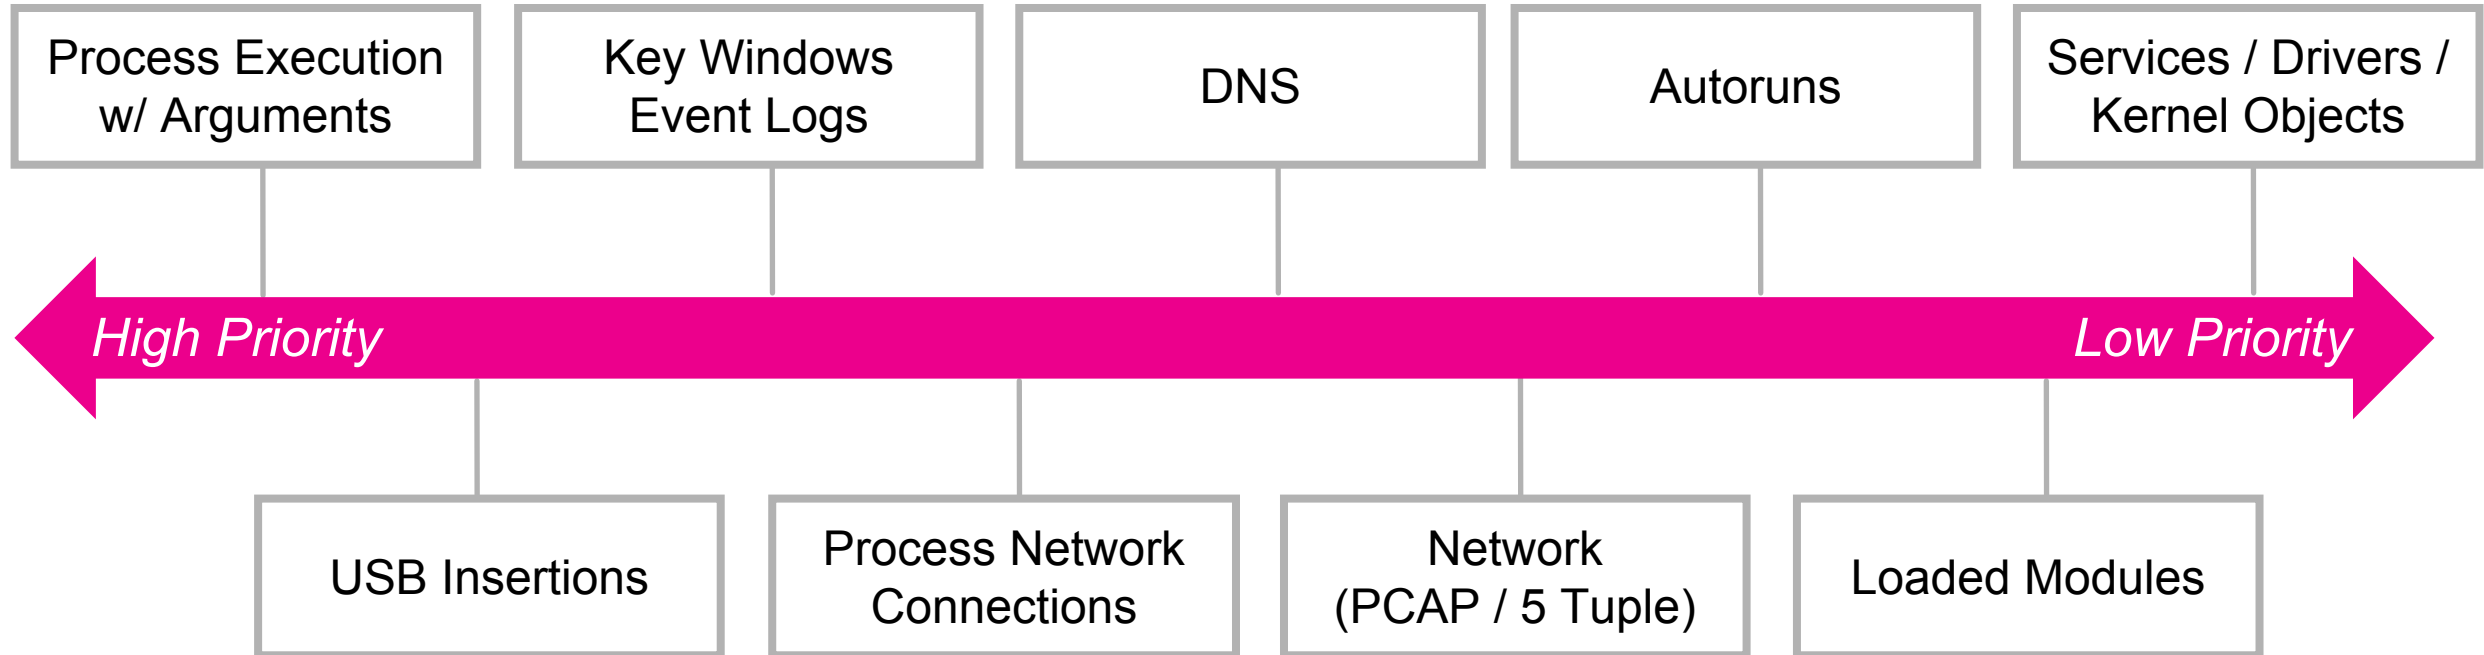 Process Execution
w/ Arguments
Key Windows
Event Logs
DNS
Autoruns
Services / Drivers /
Kernel Objects
High Priority
Low Priority
USB Insertions
Process Network
Connections
Network
(PCAP / 5 Tuple)
Loaded Modules